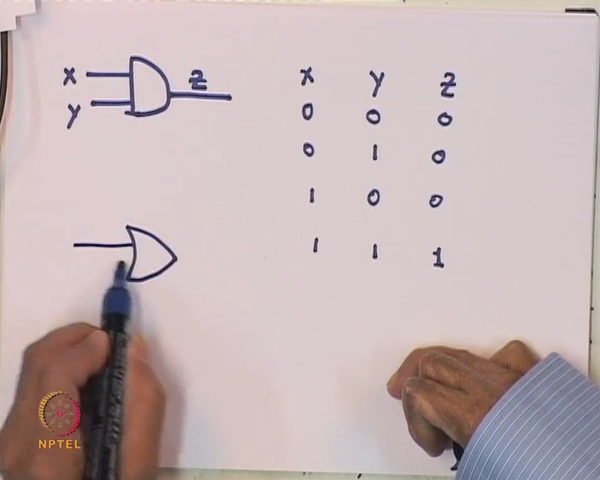 x
y
z
x y z
0 0 0
0 1 0
1 0 0
1 1 1
NPTEL